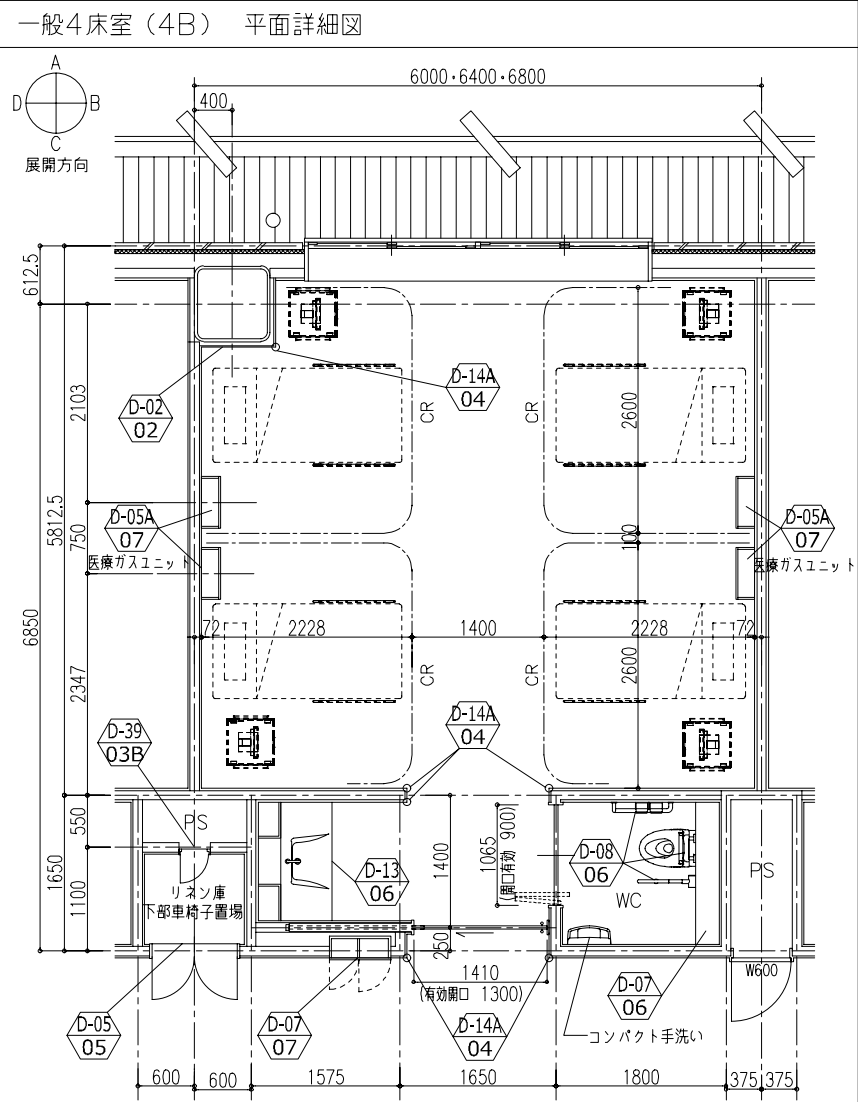 一般4床室(4B) 平面詳細図
A
D
B
C
展開方向
6000・6400・6800
400
612.5
2103
750
2347
5812.5
6850
550
1100
1650
D-02
02
D-14A
04
CR
CR
2600
100
D-05A
07
医療ガスユニット
D-05A
07
医療ガスユニット
72
2228
1400
2228
72
CR
CR
2600
D-14A
04
D-39
03B
PS
リネン庫
下部車椅子置場
D-13
06
1400
250
1065
(開口有効 900)
D-08
06
WC
PS
1410
(有効開口 1300)
W600
D-05
05
D-07
07
D-14A
04
D-07
06
コンパクト手洗い
600
600
1575
1650
1800
375
375